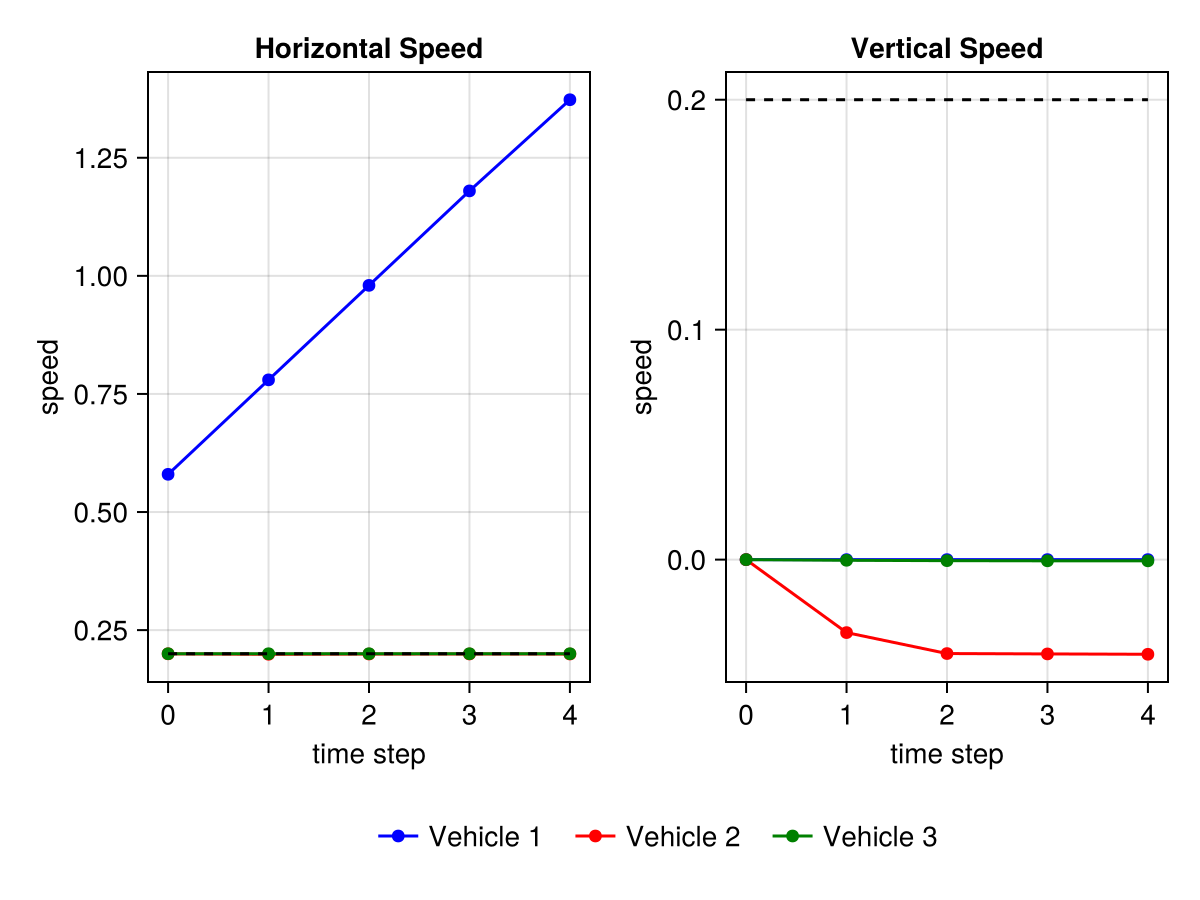 Horizontal Speed
speed
1.25
1.00
0.75
0.50
0.25
0 1 2 3 4
time step
Vertical Speed
speed
0.2
0.1
0.0
0 1 2 3 4
time step
Vehicle 1 Vehicle 2 Vehicle 3